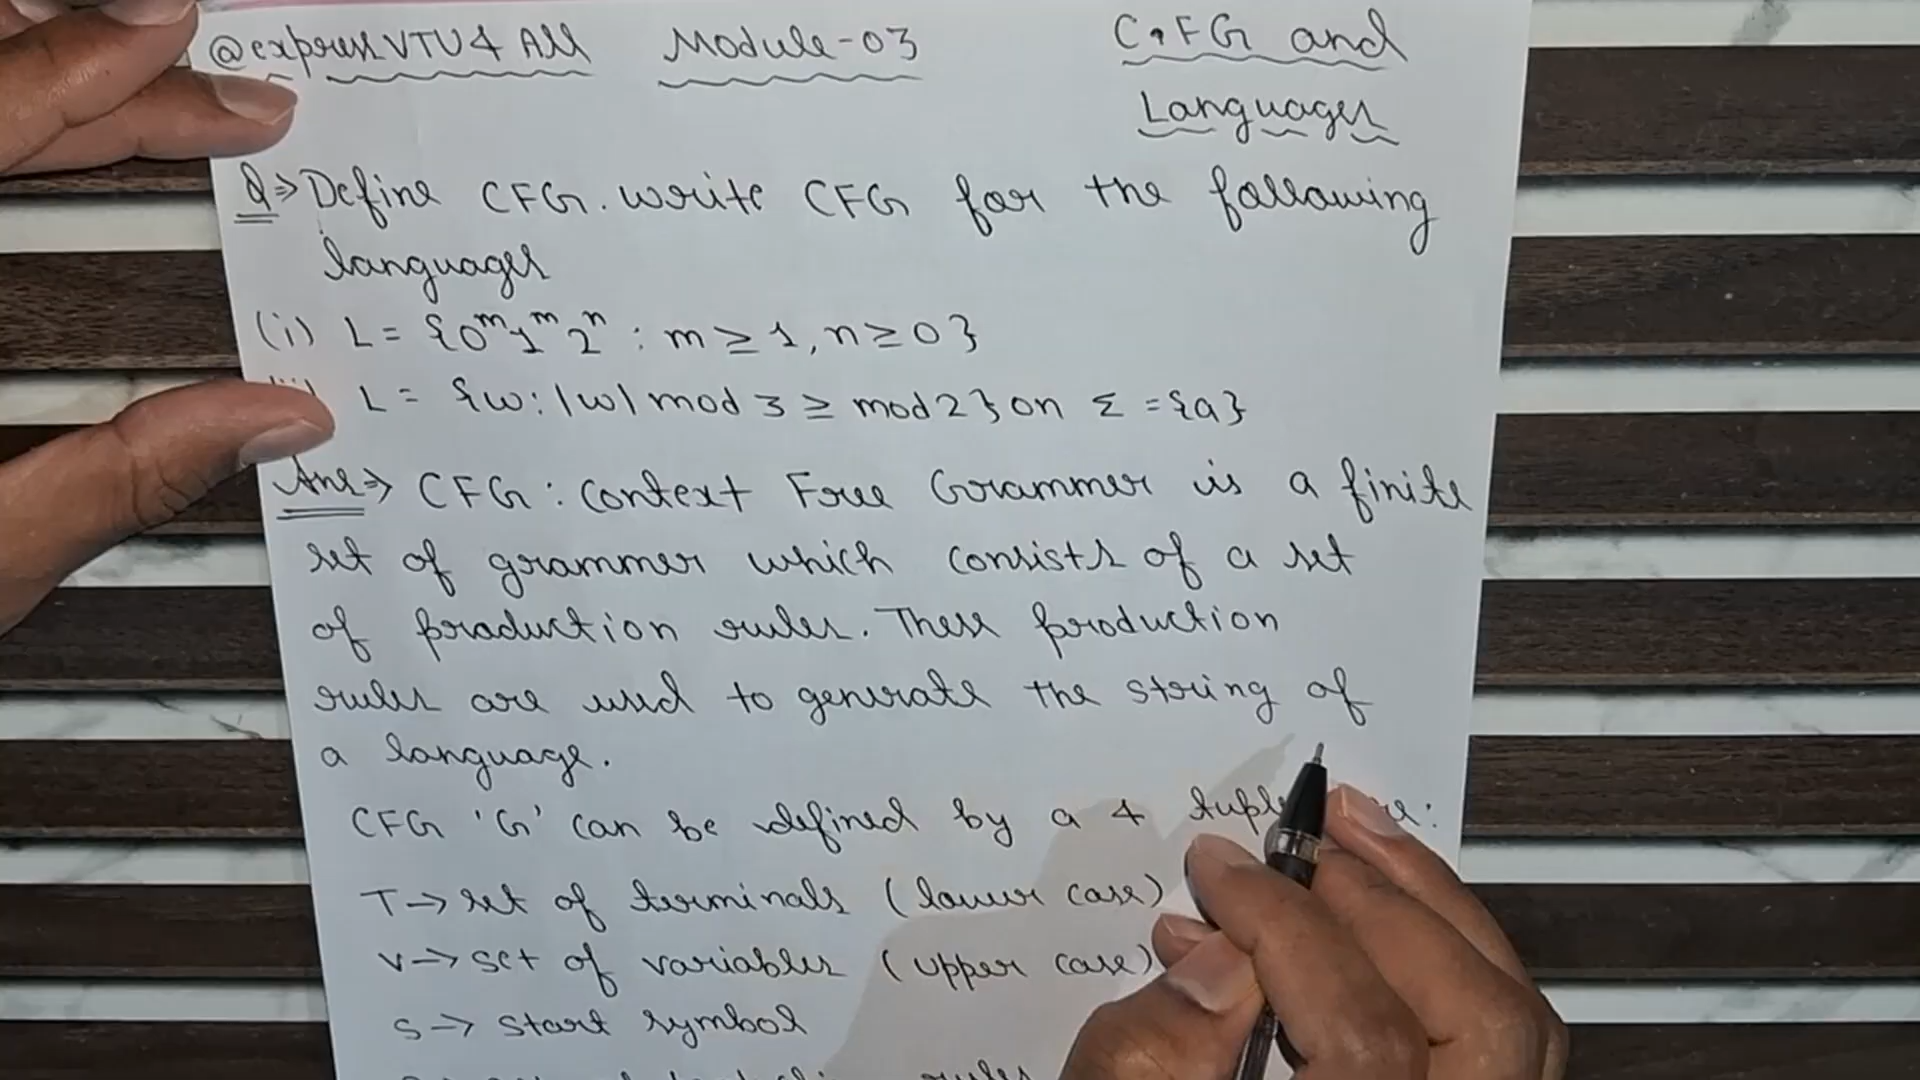 @expressVTU4All Module-03 C.F.G and
Languages
Q⇒ Define CFG. write CFG for the following
languages
(i) L = {0^m 1^m 2^n : m ≥ 1, n ≥ 0}
L = {w: |w| mod 3 ≥ mod 2} on Σ = {a}
Ans⇒ CFG: Context Free Grammer is a finite
set of grammer which consists of a set
of production rules. These production
rules are used to generate the string of
a language.
CFG 'G' can be defined by a 4
T→ set of terminals (lower case)
V→ set of variables (upper case)
S→ start symbol
rules